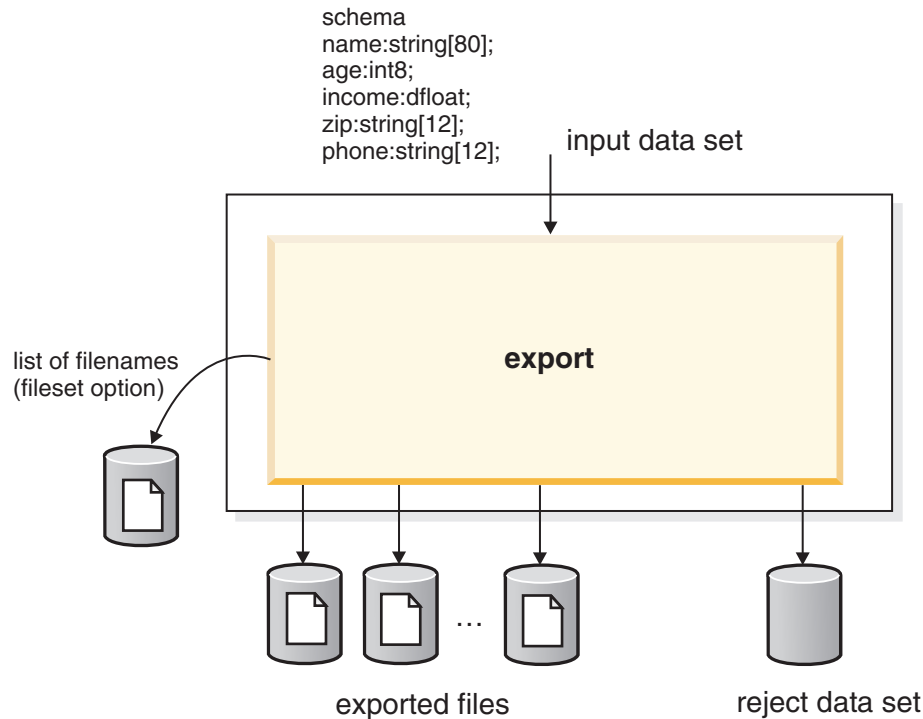 schema
name:string[80];
age:int8;
income:dfloat;
zip:string[12];
phone:string[12];
input data set
export
list of filenames
(fileset option)
...
exported files
reject data set